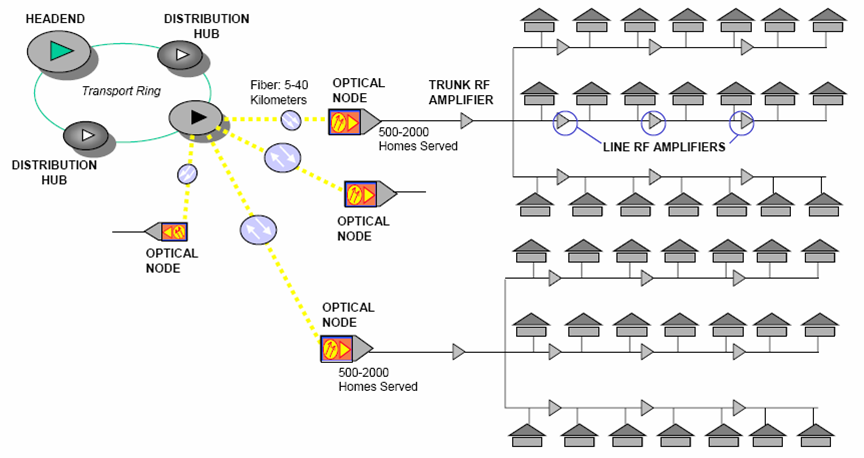 HEADEND
DISTRIBUTION
HUB
Transport Ring
Fiber: 5-40
Kilometers
OPTICAL
NODE
TRUNK RF
AMPLIFIER
500-2000
Homes Served
LINE RF AMPLIFIERS
DISTRIBUTION
HUB
OPTICAL
NODE
OPTICAL
NODE
OPTICAL
NODE
500-2000
Homes Served